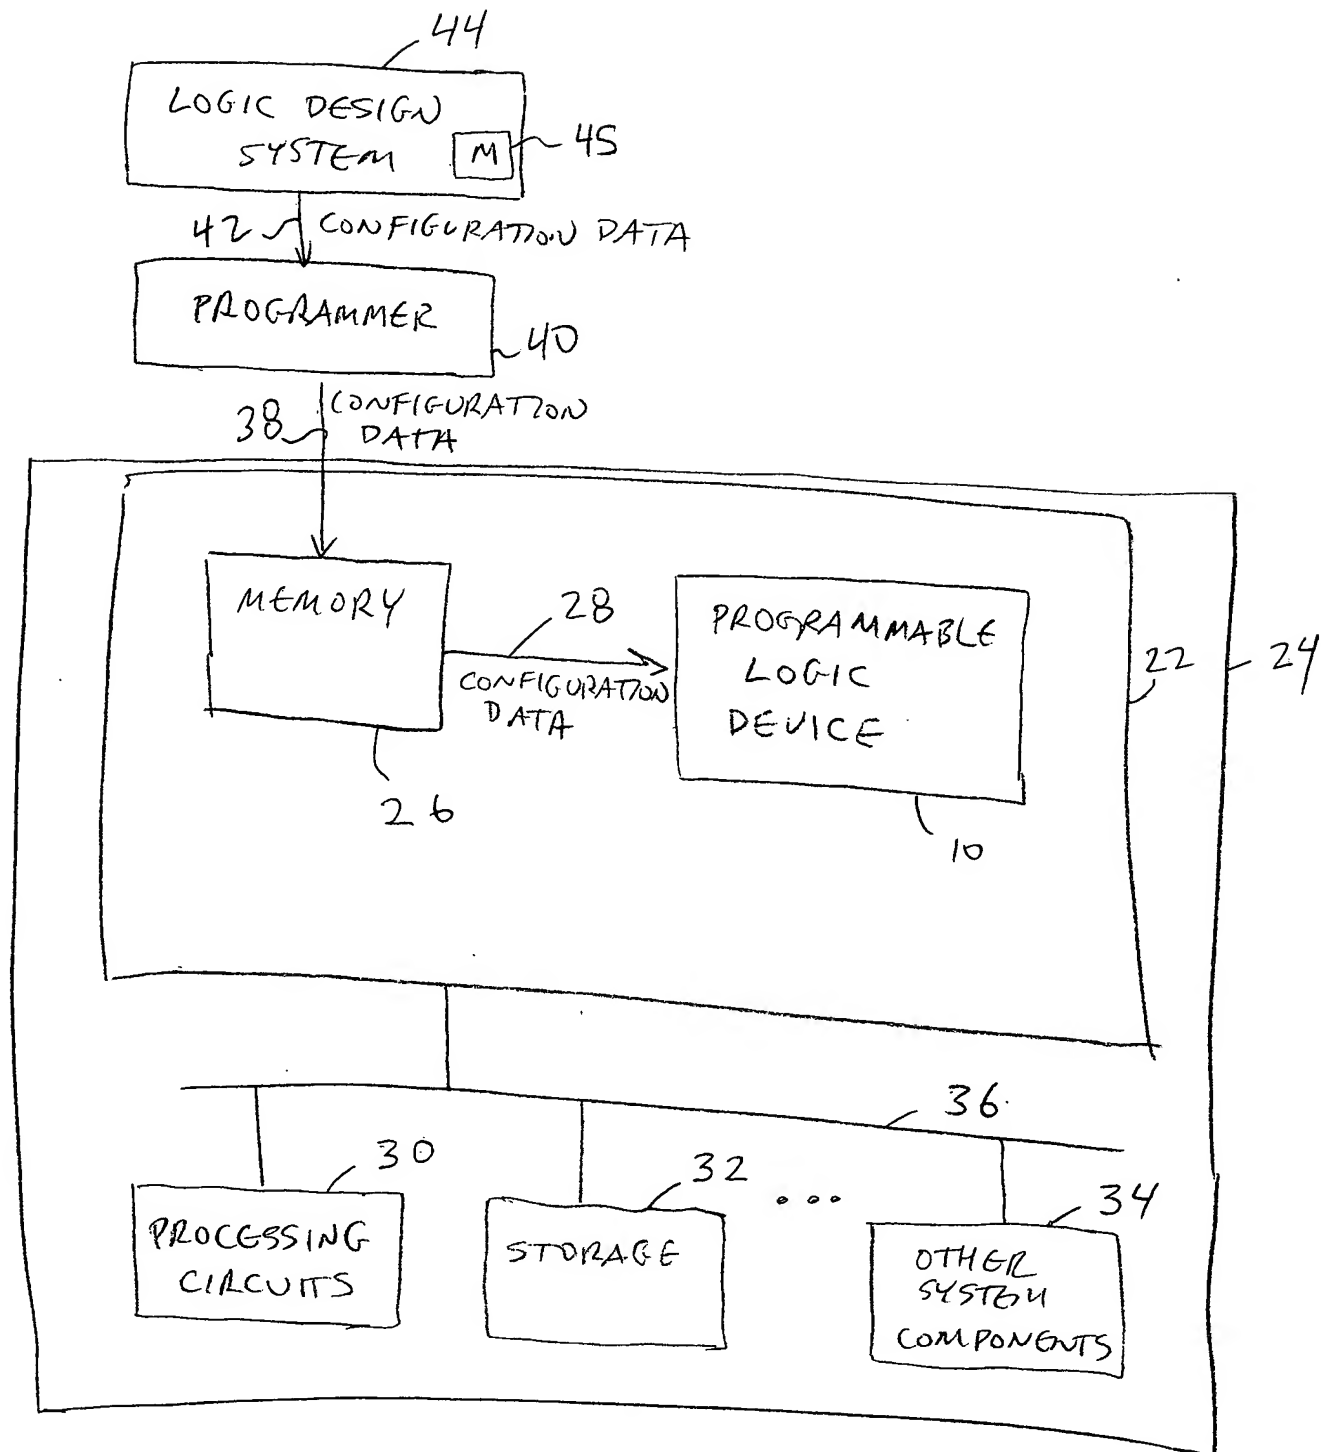 44
LOGIC DESIGN
SYSTEM
M
45
42
CONFIGURATION DATA
PROGRAMMER
40
38
CONFIGURATION
DATA
MEMORY
28
CONFIGURATION
DATA
PROGRAMMABLE
LOGIC
DEVICE
22
24
26
10
36
30
PROCESSING
CIRCUITS
32
STORAGE
...
34
OTHER
SYSTEM
COMPONENTS